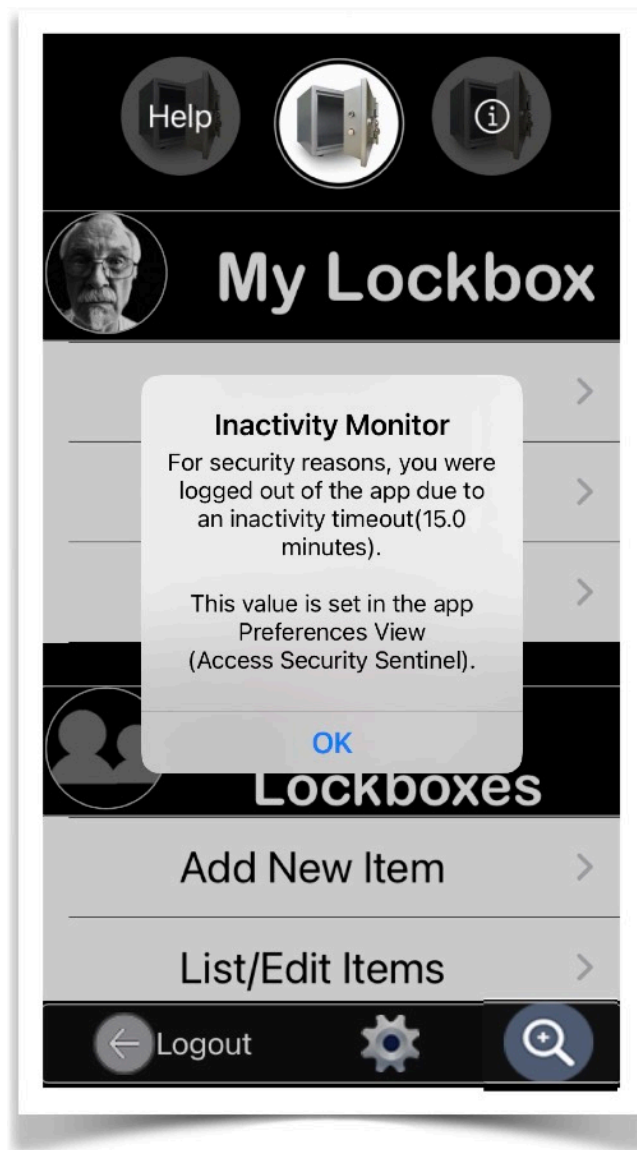 Help
i
My Lockbox
Inactivity Monitor
For security reasons, you were
logged out of the app due to
an inactivity timeout(15.0
minutes).
This value is set in the app
Preferences View
(Access Security Sentinel).
OK
Lockboxes
Add New Item
List/Edit Items
Logout